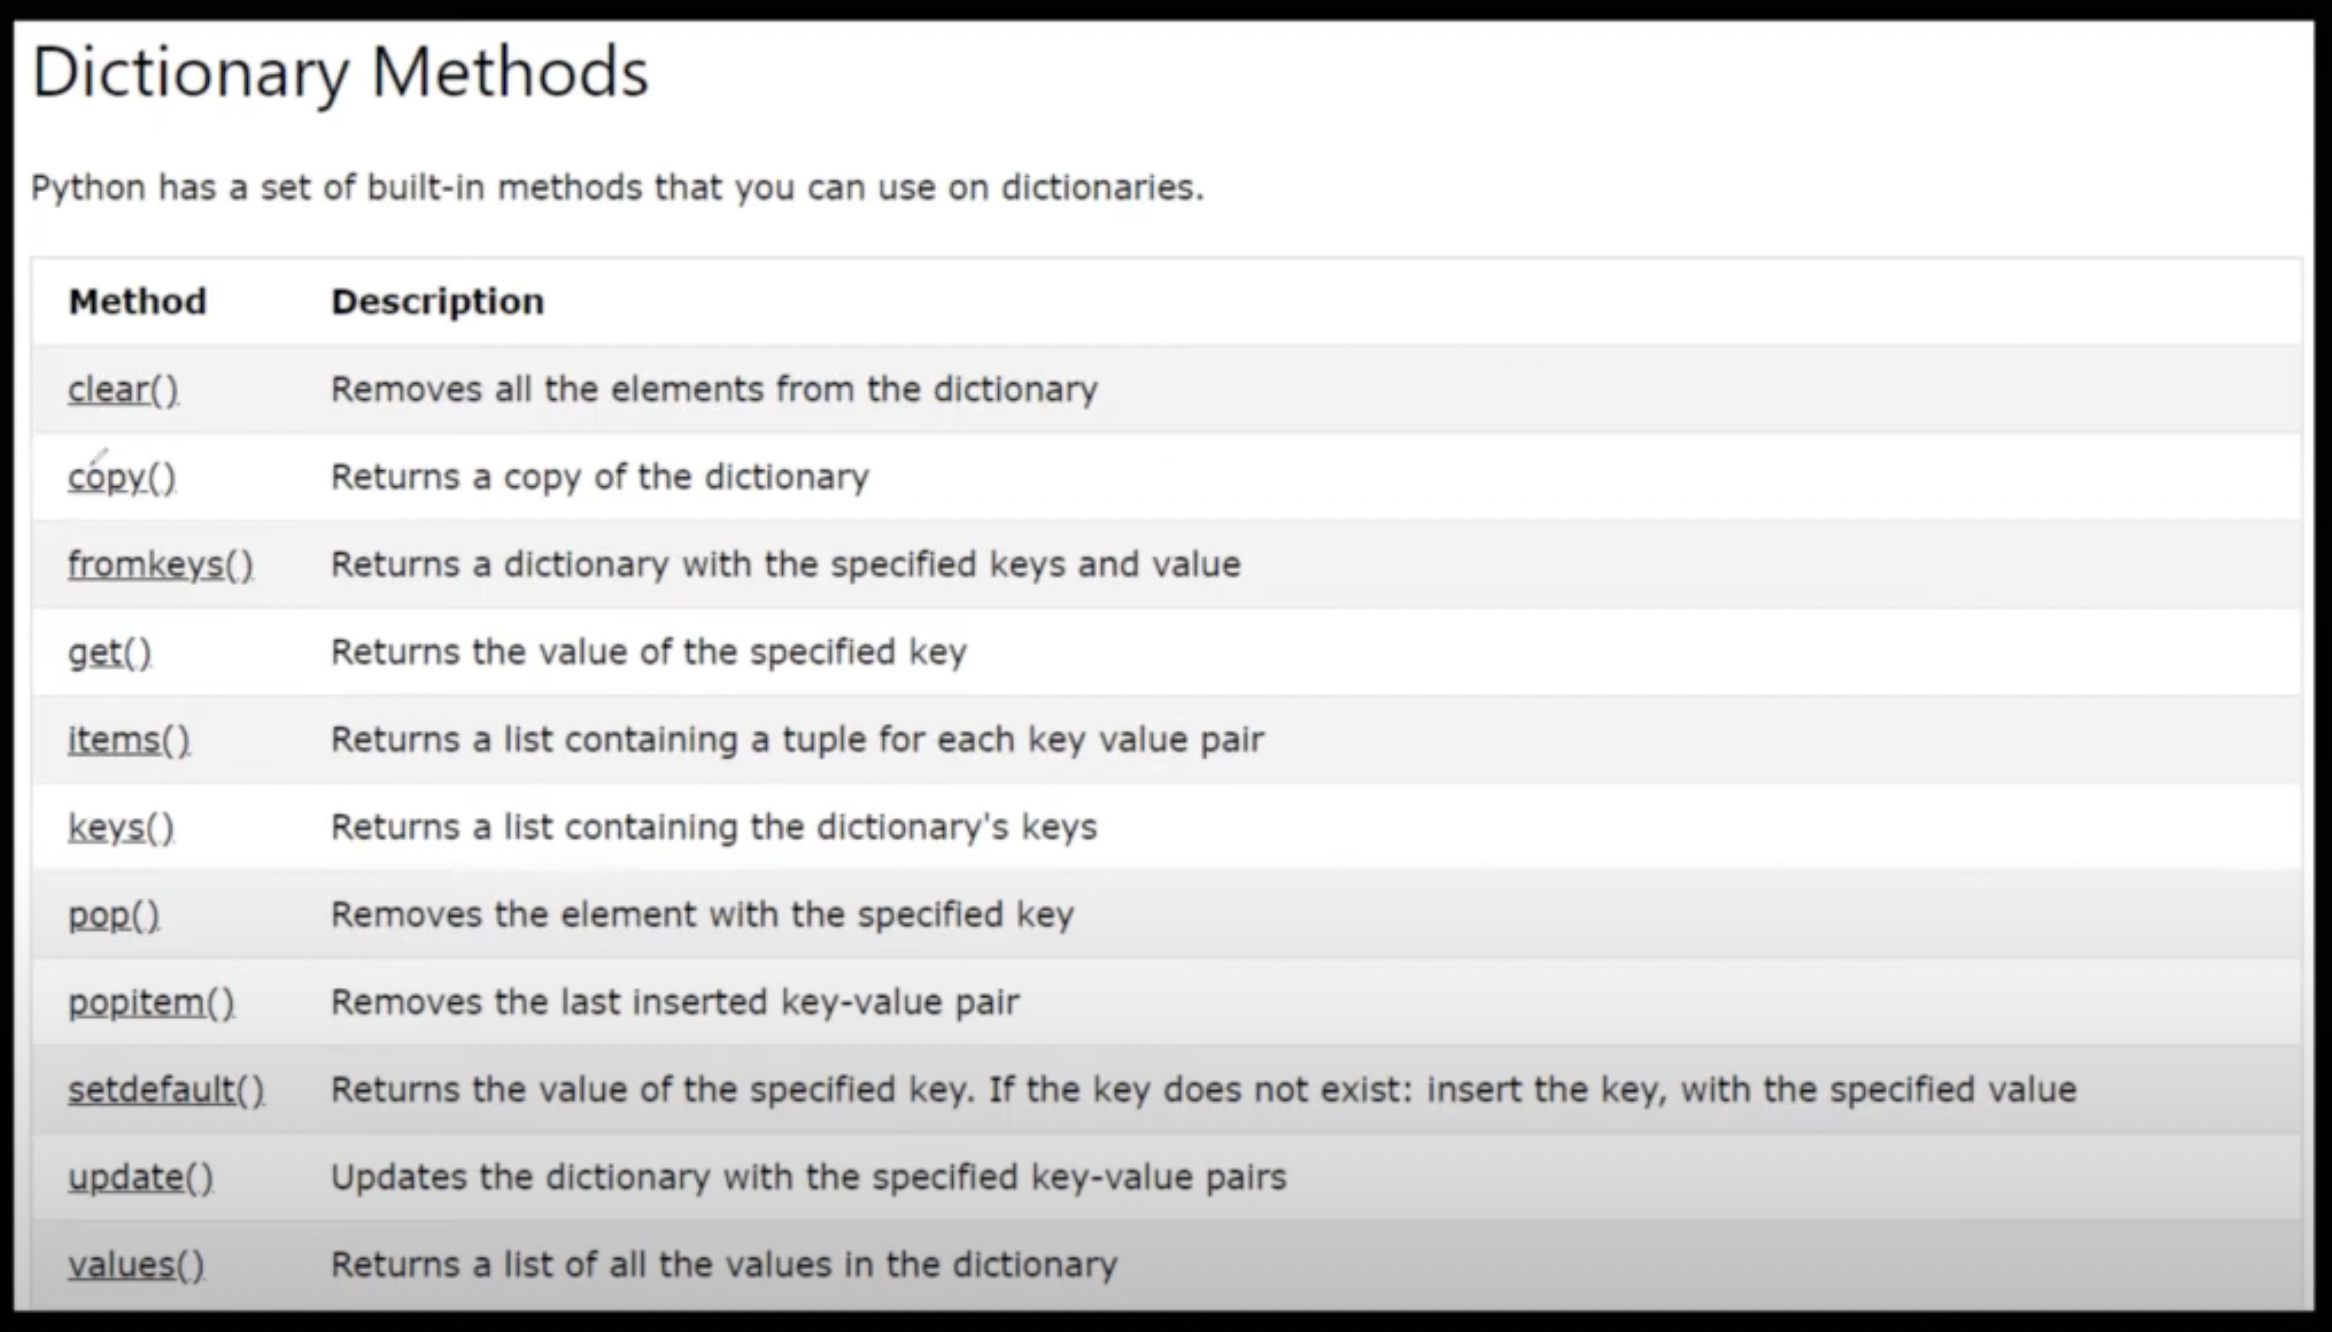 Dictionary Methods
Python has a set of built-in methods that you can use on dictionaries.
Method Description
clear() Removes all the elements from the dictionary
copy() Returns a copy of the dictionary
fromkeys() Returns a dictionary with the specified keys and value
get() Returns the value of the specified key
items() Returns a list containing a tuple for each key value pair
keys() Returns a list containing the dictionary's keys
pop() Removes the element with the specified key
popitem() Removes the last inserted key-value pair
setdefault() Returns the value of the specified key. If the key does not exist: insert the key, with the specified value
update() Updates the dictionary with the specified key-value pairs
values() Returns a list of all the values in the dictionary